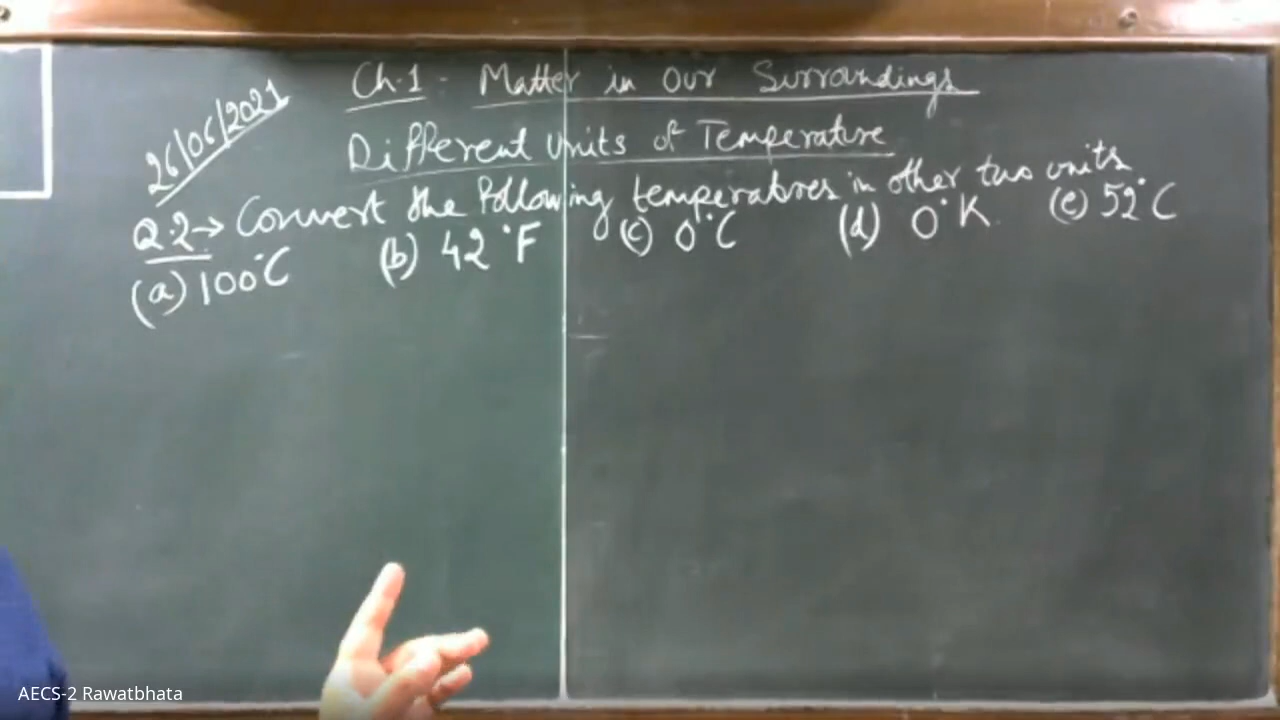 26/06/2021
Ch.1 - Matter in Our Surroundings
Different Units of Temperature
Q.2→ Convert the following temperatures in other two units.
(a) 100°C (b) 42°F (c) 0°C (d) 0°K (e) 52°C
AECS-2 Rawatbhata